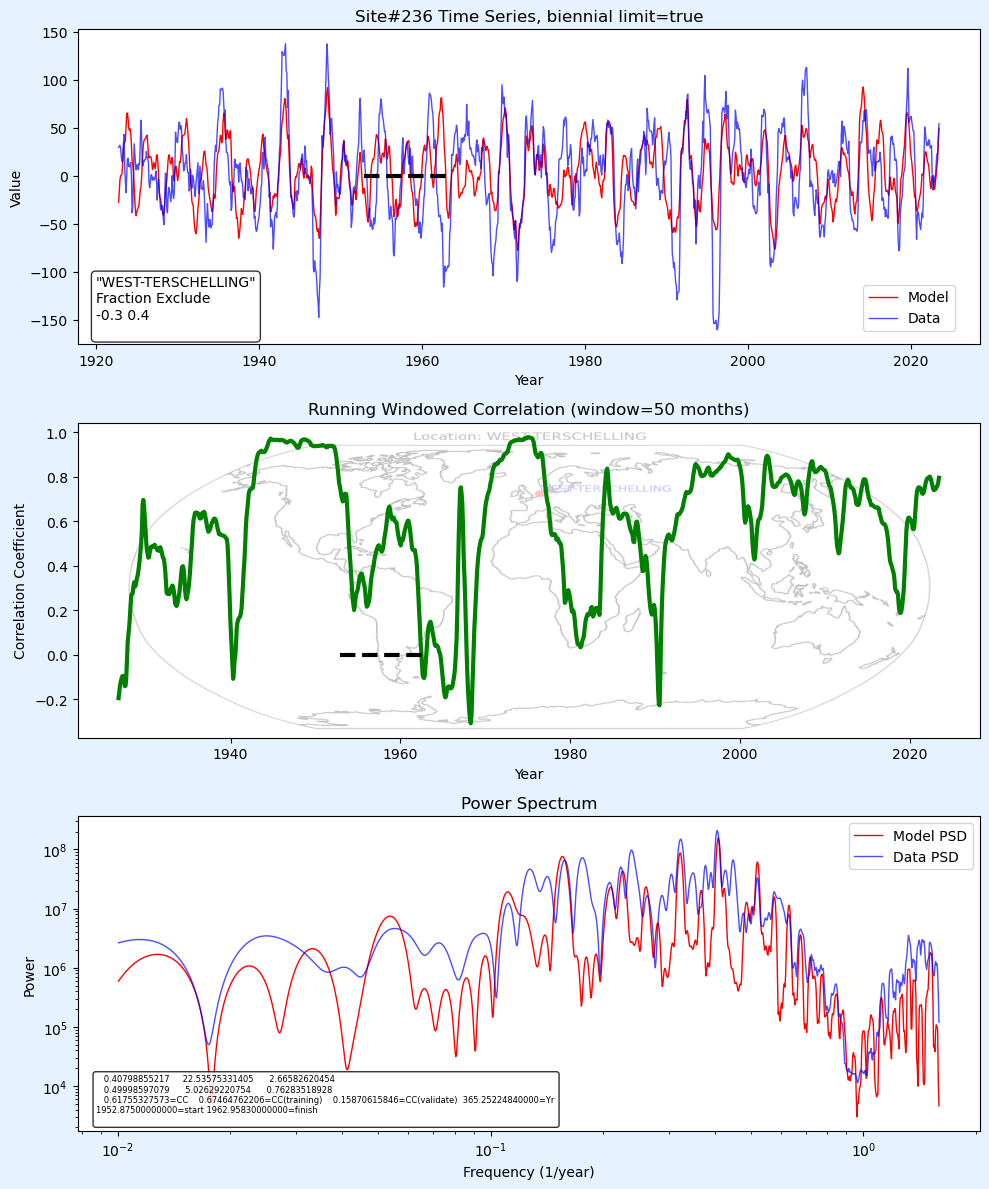 Site#236 Time Series, biennial limit=true
150
100
50
0
−50
−100
−150
Value
"WEST-TERSCHELLING"
Fraction Exclude
-0.3 0.4
Model
Data
1920 1940 1960 1980 2000 2020
Year
Running Windowed Correlation (window=50 months)
Location: WEST-TERSCHELLING
WEST-TERSCHELLING
1.0
0.8
0.6
0.4
0.2
0.0
−0.2
Correlation Coefficient
1940 1960 1980 2000 2020
Year
Power Spectrum
Model PSD
Data PSD
10^8
10^7
10^6
10^5
10^4
Power
0.40798855217 22.53575331405 2.66582620454
0.49998597079 5.02629220754 0.76283518928
0.61755327573=CC 0.67464762206=CC(training) 0.15870615846=CC(validate) 365.25224840000=Yr
1952.87500000000=start 1962.95830000000=finish
10^−2 10^−1 10^0
Frequency (1/year)